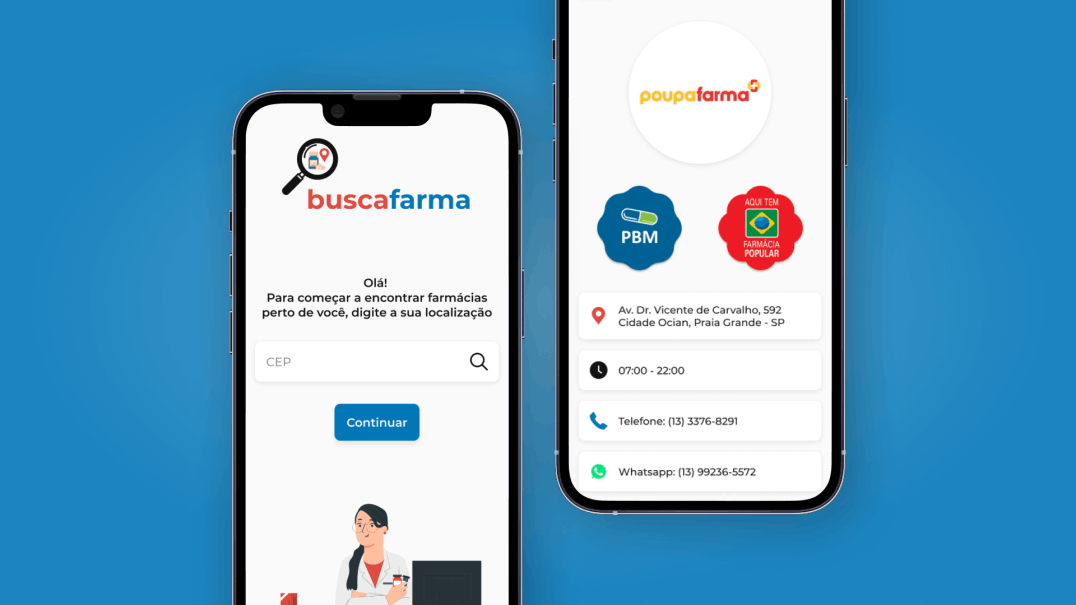 buscafarma
Olá!
Para começar a encontrar farmácias
perto de você, digite a sua localização
CEP
Continuar
poupafarma
PBM
AQUI TEM
FARMÁCIA
POPULAR
Av. Dr. Vicente de Carvalho, 592
Cidade Ocian, Praia Grande - SP
07:00 - 22:00
Telefone: (13) 3376-8291
Whatsapp: (13) 99236-5572